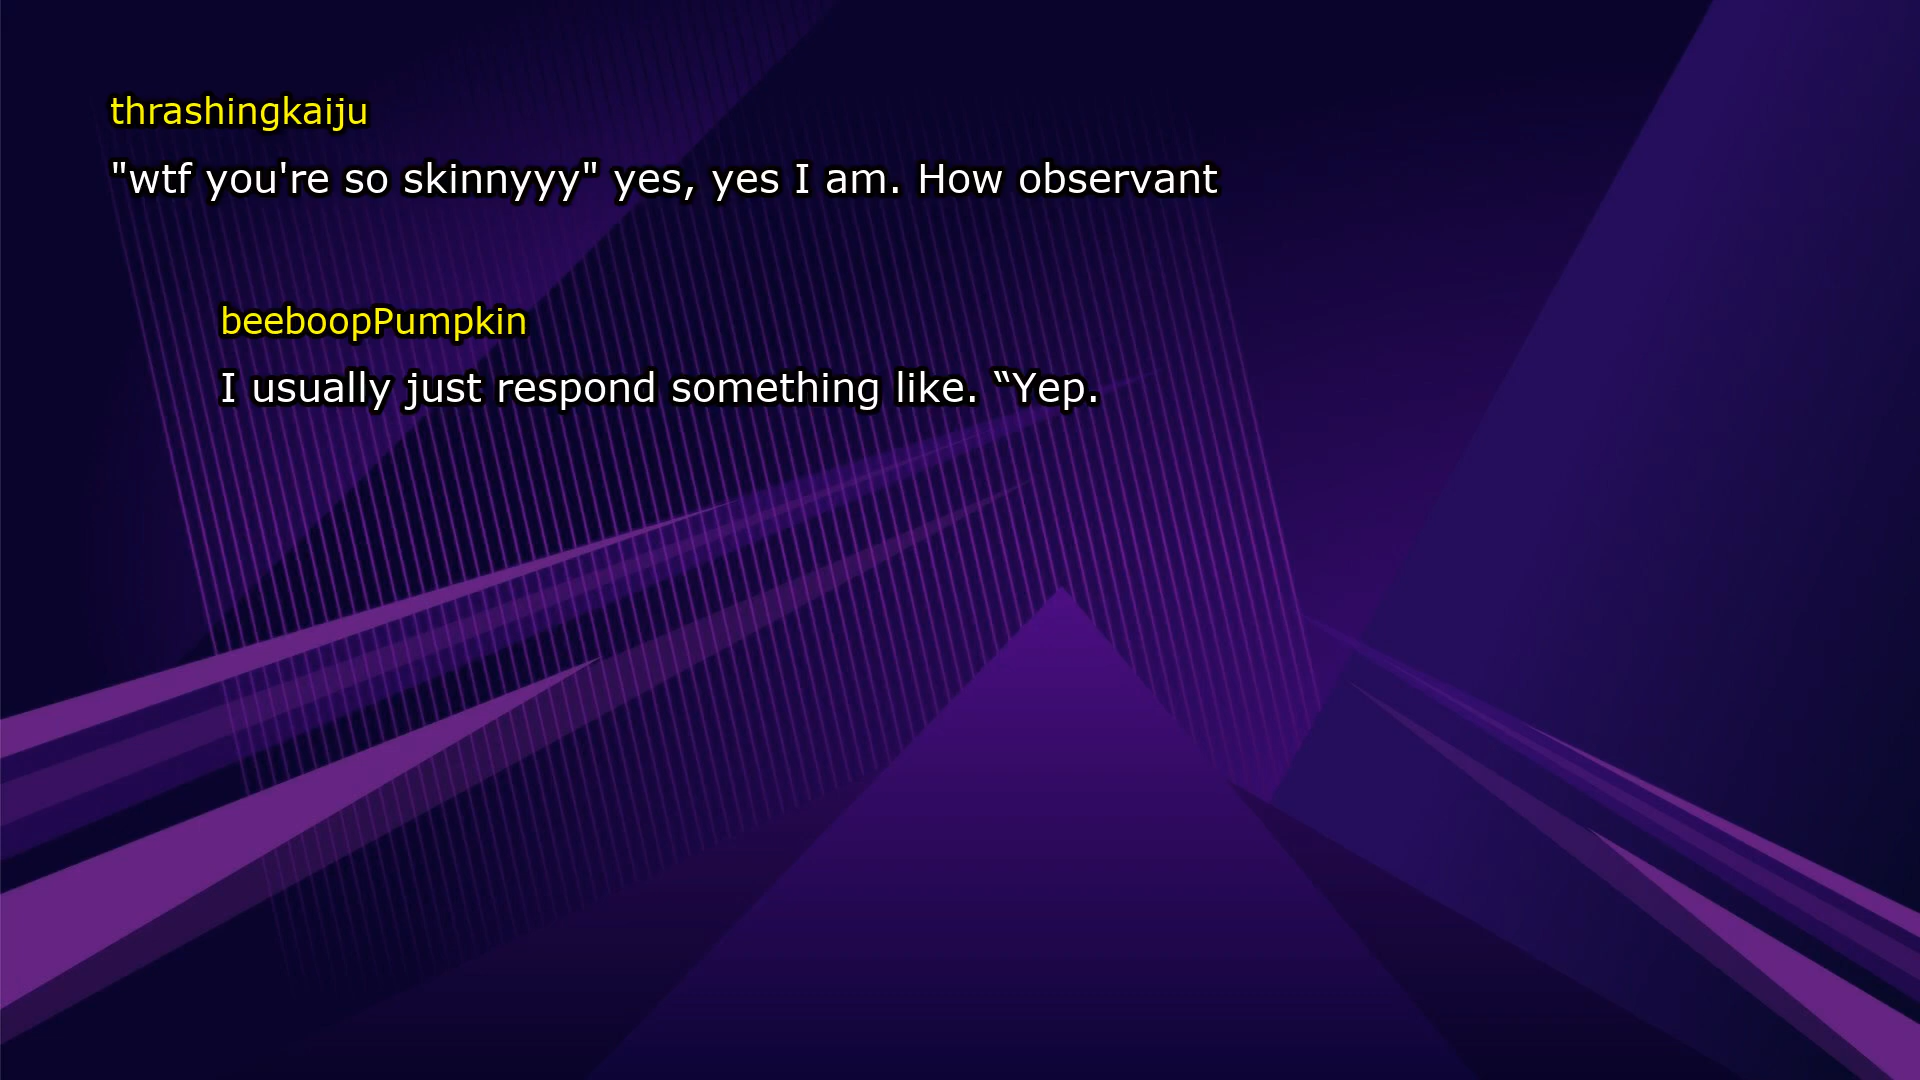 thrashingkaiju
"wtf you're so skinnyyy" yes, yes I am. How observant
beeboopPumpkin
I usually just respond something like. “Yep.